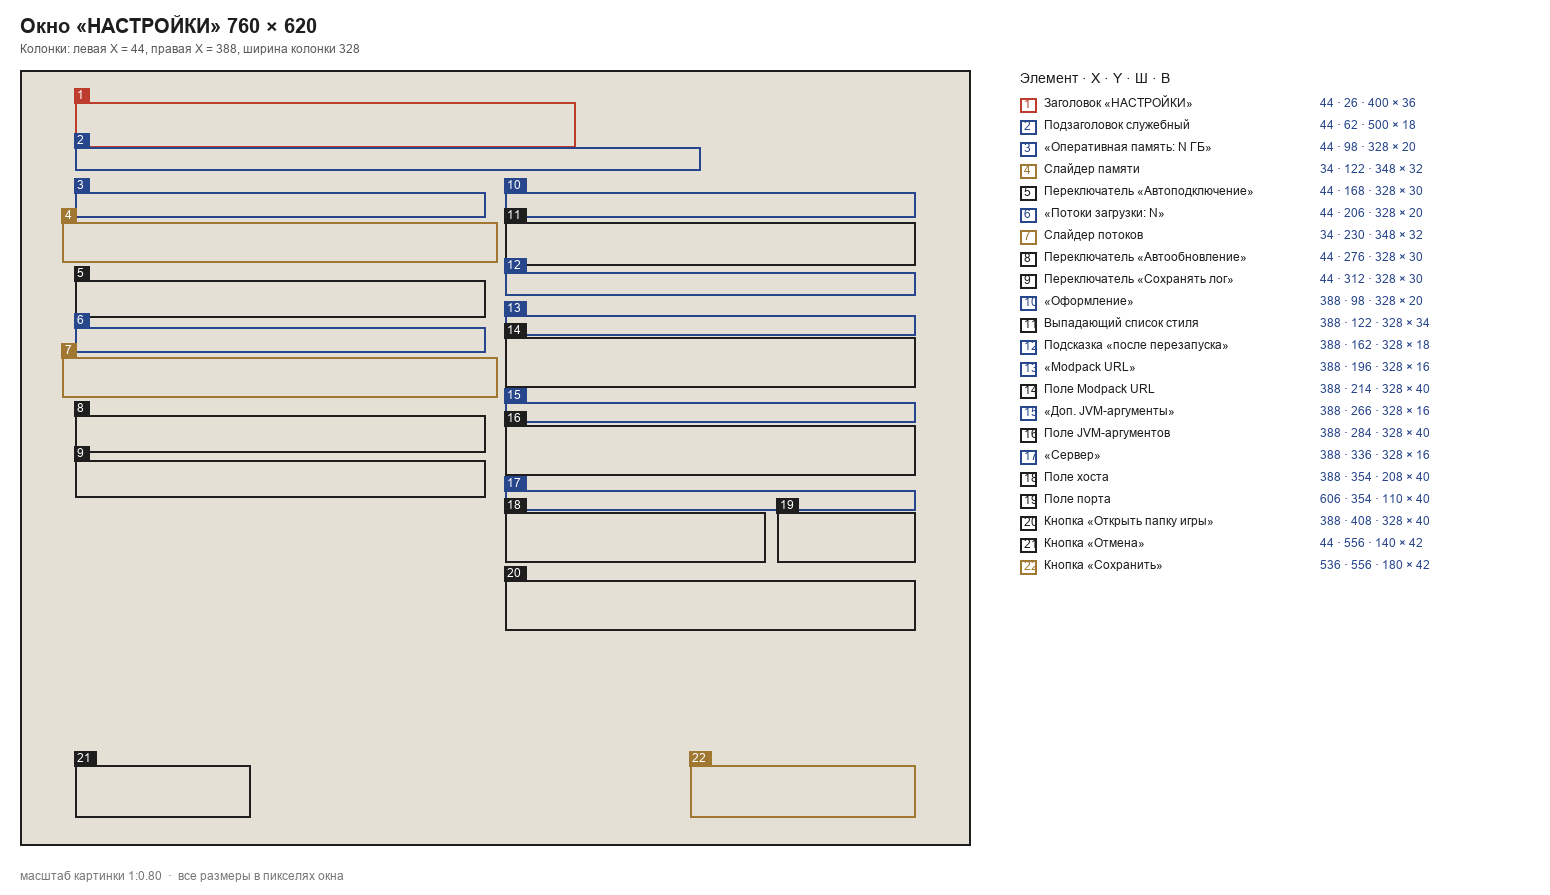 Окно «НАСТРОЙКИ» 760 × 620
Колонки: левая X = 44, правая X = 388, ширина колонки 328
1
2
3
10
4
11
5
12
6
13
14
7
15
8
16
9
17
18
19
20
21
22
Элемент · X · Y · Ш · В
1 Заголовок «НАСТРОЙКИ» 44 · 26 · 400 × 36
2 Подзаголовок служебный 44 · 62 · 500 × 18
3 «Оперативная память: N ГБ» 44 · 98 · 328 × 20
4 Слайдер памяти 34 · 122 · 348 × 32
5 Переключатель «Автоподключение» 44 · 168 · 328 × 30
6 «Потоки загрузки: N» 44 · 206 · 328 × 20
7 Слайдер потоков 34 · 230 · 348 × 32
8 Переключатель «Автообновление» 44 · 276 · 328 × 30
9 Переключатель «Сохранять лог» 44 · 312 · 328 × 30
10 «Оформление» 388 · 98 · 328 × 20
11 Выпадающий список стиля 388 · 122 · 328 × 34
12 Подсказка «после перезапуска» 388 · 162 · 328 × 18
13 «Modpack URL» 388 · 196 · 328 × 16
14 Поле Modpack URL 388 · 214 · 328 × 40
15 «Доп. JVM-аргументы» 388 · 266 · 328 × 16
16 Поле JVM-аргументов 388 · 284 · 328 × 40
17 «Сервер» 388 · 336 · 328 × 16
18 Поле хоста 388 · 354 · 208 × 40
19 Поле порта 606 · 354 · 110 × 40
20 Кнопка «Открыть папку игры» 388 · 408 · 328 × 40
21 Кнопка «Отмена» 44 · 556 · 140 × 42
22 Кнопка «Сохранить» 536 · 556 · 180 × 42
масштаб картинки 1:0.80 · все размеры в пикселях окна